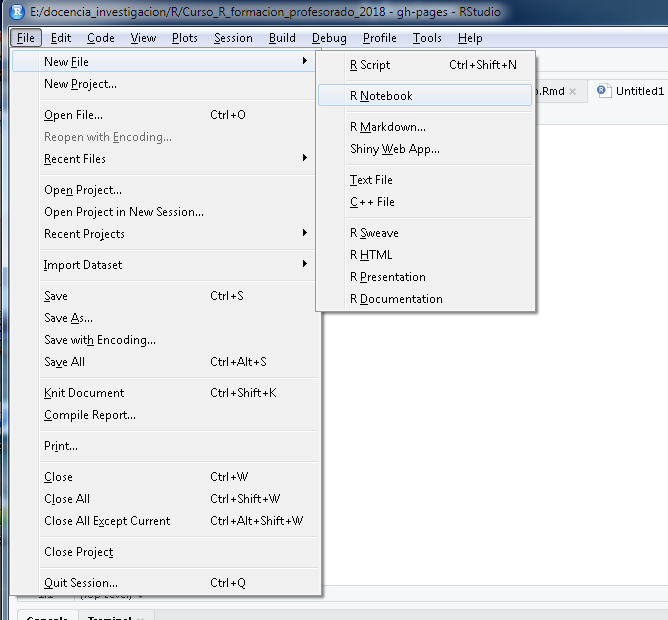 E:/docencia_investigacion/R/Curso_R_formacion_profesorado_2018 - gh-pages - RStudio
File Edit Code View Plots Session Build Debug Profile Tools Help
New File
New Project...
Open File... Ctrl+O
Reopen with Encoding...
Recent Files
Open Project...
Open Project in New Session...
Recent Projects
Import Dataset
Save Ctrl+S
Save As...
Save with Encoding...
Save All Ctrl+Alt+S
Knit Document Ctrl+Shift+K
Compile Report...
Print...
Close Ctrl+W
Close All Ctrl+Shift+W
Close All Except Current Ctrl+Alt+Shift+W
Close Project
Quit Session... Ctrl+Q
R Script Ctrl+Shift+N
R Notebook
R Markdown...
Shiny Web App...
Text File
C++ File
R Sweave
R HTML
R Presentation
R Documentation
.Rmd
Untitled1